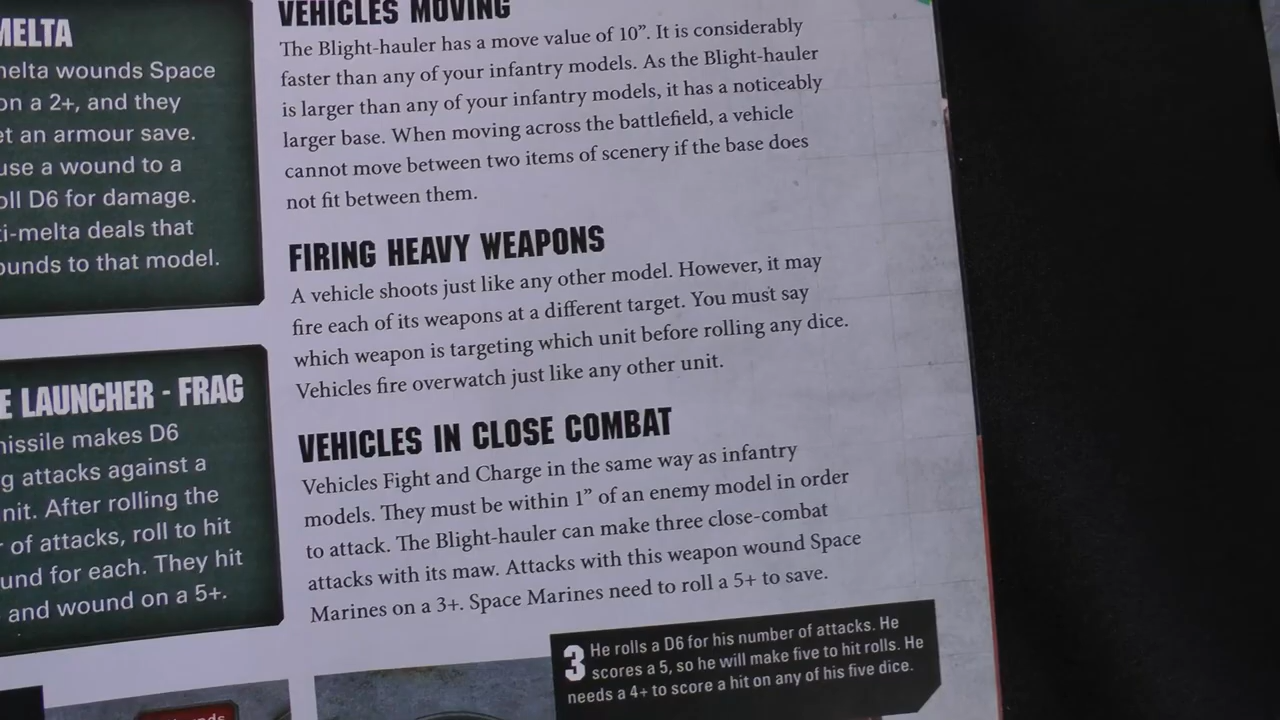 MELTA
melta wounds Space
on a 2+, and they
an armour save.
a wound to a
D6 for damage.
deals that
to that model.
VEHICLES MOVING
The Blight-hauler has a move value of 10”. It is considerably
faster than any of your infantry models. As the Blight-hauler
is larger than any of your infantry models, it has a noticeably
larger base. When moving across the battlefield, a vehicle
cannot move between two items of scenery if the base does
not fit between them.
FIRING HEAVY WEAPONS
A vehicle shoots just like any other model. However, it may
fire each of its weapons at a different target. You must say
which weapon is targeting which unit before rolling any dice.
Vehicles fire overwatch just like any other unit.
LAUNCHER - FRAG
missile makes D6
attacks against a
After rolling the
of attacks, roll to hit
for each. They hit
and wound on a 5+.
VEHICLES IN CLOSE COMBAT
Vehicles Fight and Charge in the same way as infantry
models. They must be within 1” of an enemy model in order
to attack. The Blight-hauler can make three close-combat
attacks with its maw. Attacks with this weapon wound Space
Marines on a 3+. Space Marines need to roll a 5+ to save.
3 He rolls a D6 for his number of attacks. He
scores a 5, so he will make five to hit rolls. He
needs a 4+ to score a hit on any of his five dice.